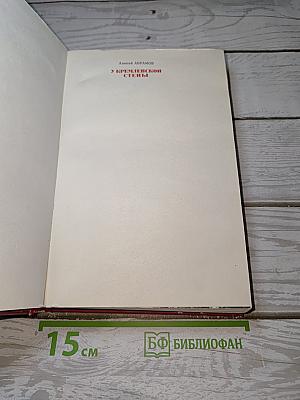 Алексей АБРАМОВ
У КРЕМЛЕВСКОЙ
СТЕНЫ
15 см
БФ БИБЛИОФАН